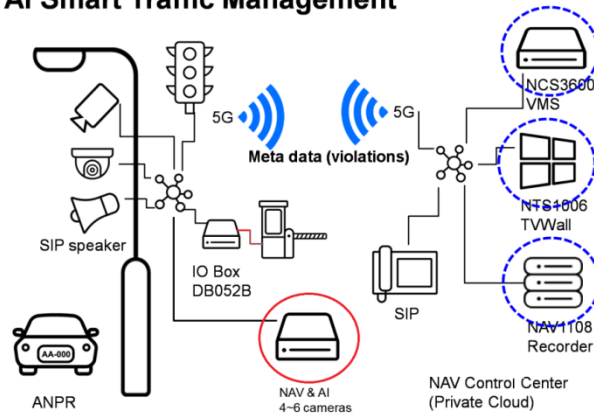 AI Smart Traffic Management
5G
5G
Meta data (violations)
NCS3600
VMS
NTS1006
TVWall
SIP speaker
IO Box
DB052B
SIP
NAV1108
Recorder
AA-000
ANPR
NAV & AI
4~6 cameras
NAV Control Center
(Private Cloud)